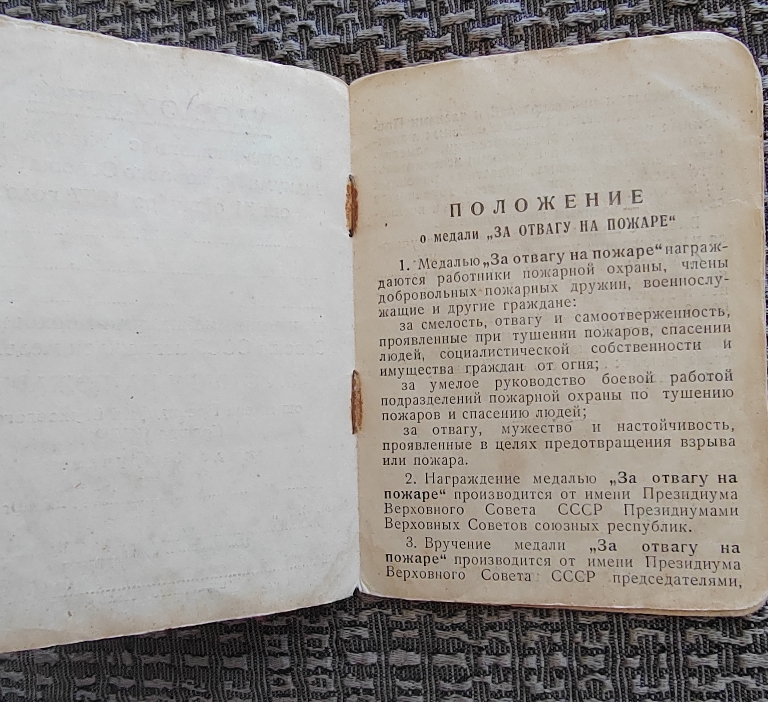 ПОЛОЖЕНИЕ
о медали „ЗА ОТВАГУ НА ПОЖАРЕ“
1. Медалью „За отвагу на пожаре“ награж-
даются работники пожарной охраны, члены
добровольных пожарных дружин, военнослу-
жащие и другие граждане:
за смелость, отвагу и самоотверженность,
проявленные при тушении пожаров, спасении
людей, социалистической собственности и
имущества граждан от огня;
за умелое руководство боевой работой
подразделений пожарной охраны по тушению
пожаров и спасению людей;
за отвагу, мужество и настойчивость,
проявленные в целях предотвращения взрыва
или пожара.
2. Награждение медалью „За отвагу на
пожаре“ производится от имени Президиума
Верховного Совета СССР Президиумами
Верховных Советов союзных республик.
3. Вручение медали „За отвагу на
пожаре“ производится от имени Президиума
Верховного Совета СССР председателями,